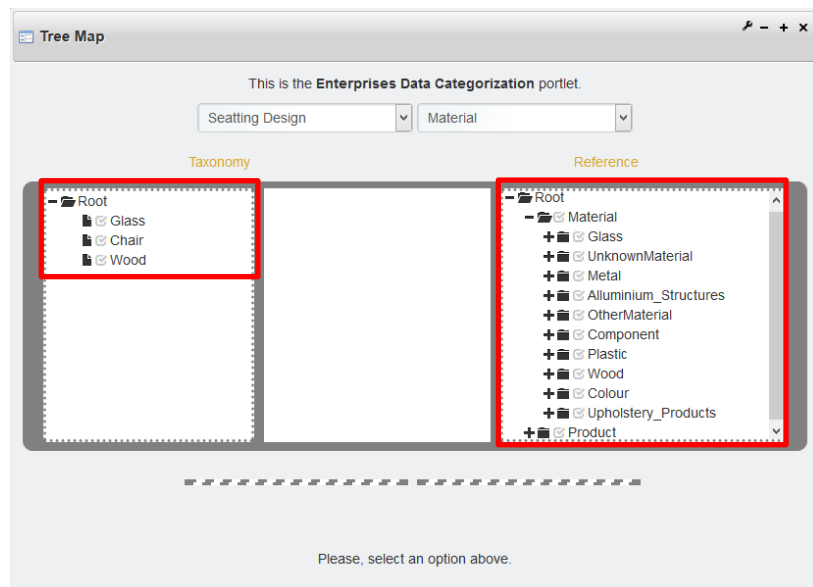 Tree Map
This is the Enterprises Data Categorization portlet.
Seatting Design Material
Taxonomy Reference
Root
Glass
Chair
Wood
Root
Material
Glass
UnknownMaterial
Metal
Alluminium_Structures
OtherMaterial
Component
Plastic
Wood
Colour
Upholstery_Products
Product
Please, select an option above.